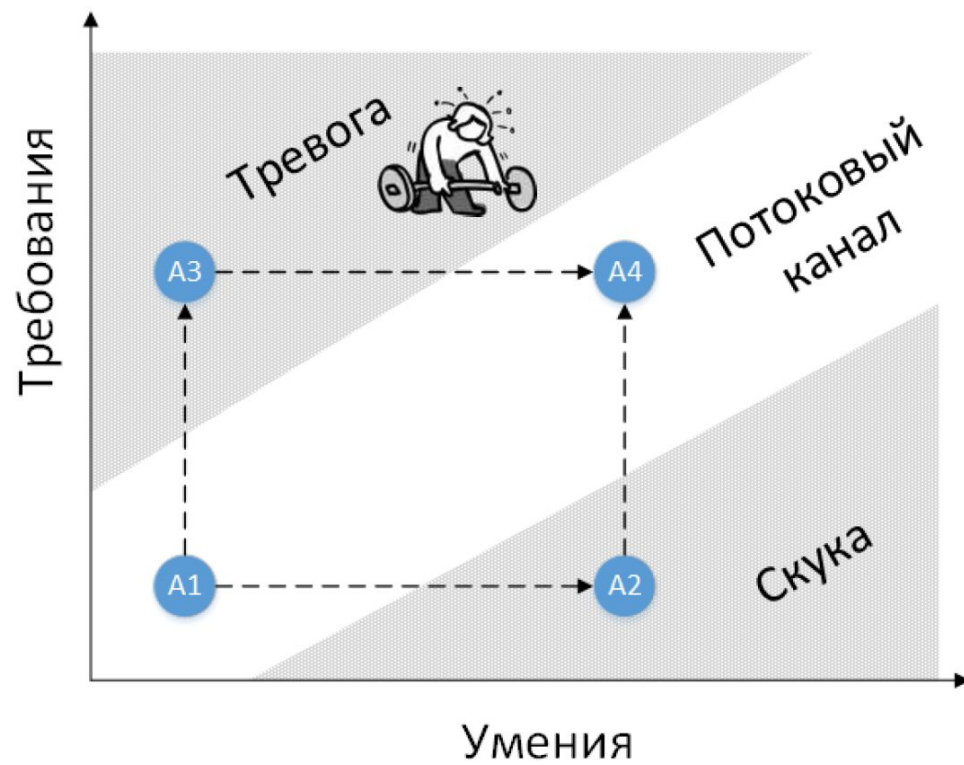 Требования
Тревога
Потоковый
канал
A3
A4
A1
A2
Скука
Умения